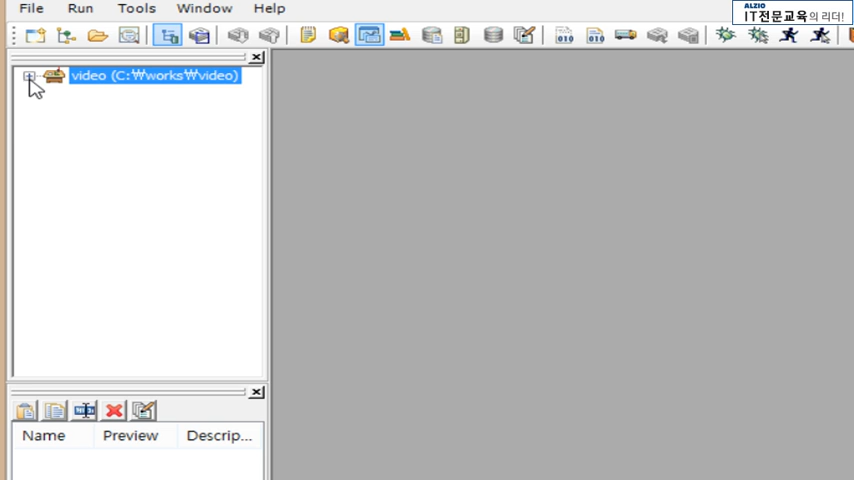 File Run Tools Window Help
ALZIO
IT전문교육의 리더!
video (C:₩works₩video)
Name Preview Descrip...